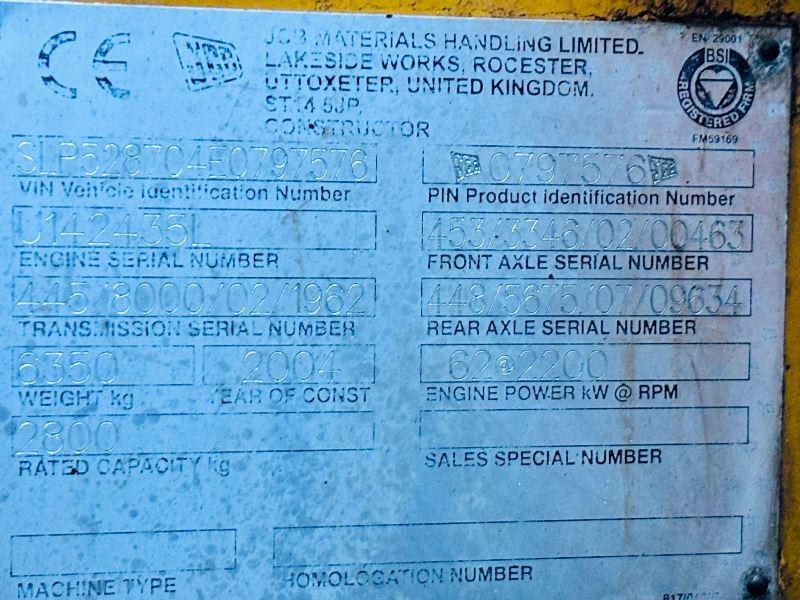 CE JCB
JCB MATERIALS HANDLING LIMITED.
LAKESIDE WORKS, ROCESTER,
UTTOXETER, UNITED KINGDOM.
ST14 5JP.
CONSTRUCTOR
EN 29001
BSI
REGISTERED FIRM
FM59169
SLP528704E0797576
VIN Vehicle Identification Number
JCB 0797576 JCB
PIN Product Identification Number
U142435L
ENGINE SERIAL NUMBER
453/3346/02/00463
FRONT AXLE SERIAL NUMBER
445/8000/02/1962
TRANSMISSION SERIAL NUMBER
448/5675/07/09634
REAR AXLE SERIAL NUMBER
6350
WEIGHT kg
2004
YEAR OF CONST
62@2200
ENGINE POWER kW @ RPM
2800
RATED CAPACITY kg
SALES SPECIAL NUMBER
MACHINE TYPE
HOMOLOGATION NUMBER